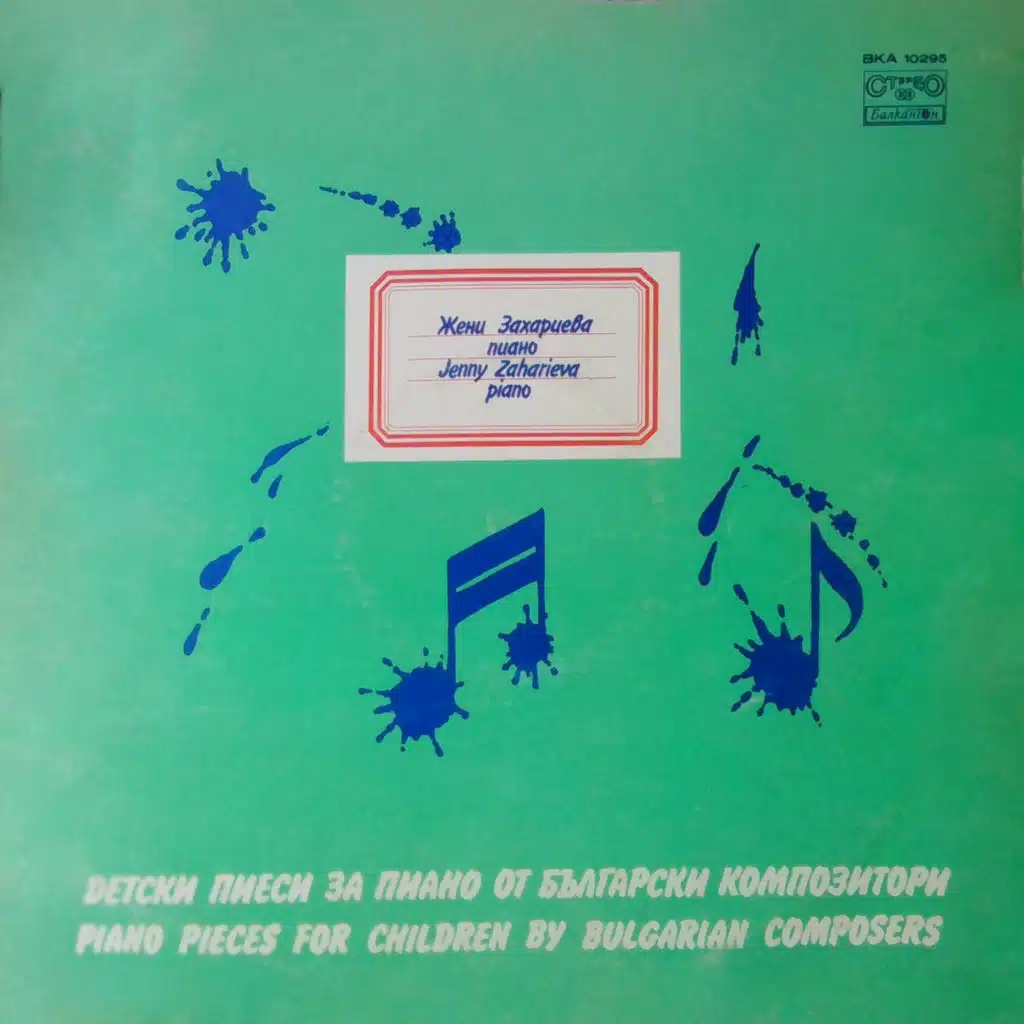 ВКА 10295
СТЕРЕО
33
Балкантон
Жени Захариева
пиано
Jenny Zaharieva
piano
ДЕТСКИ ПИЕСИ ЗА ПИАНО ОТ БЪЛГАРСКИ КОМПОЗИТОРИ
PIANO PIECES FOR CHILDREN BY BULGARIAN COMPOSERS